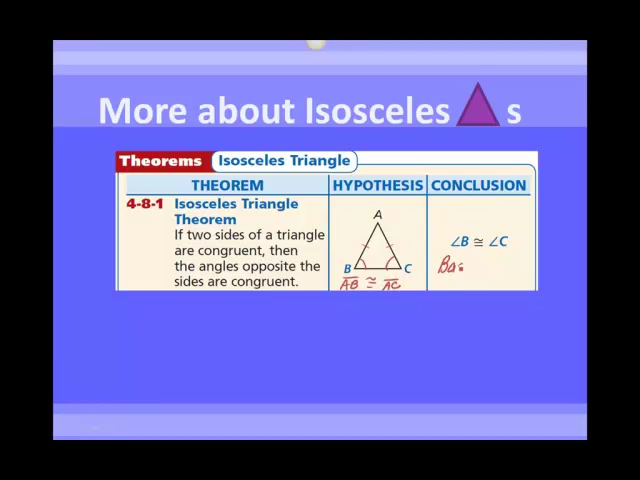 More about Isosceles s
Theorems Isosceles Triangle
THEOREM HYPOTHESIS CONCLUSION
4-8-1 Isosceles Triangle
Theorem
If two sides of a triangle
are congruent, then
the angles opposite the
sides are congruent.
A
B C
AB ≅ AC
∠B ≅ ∠C